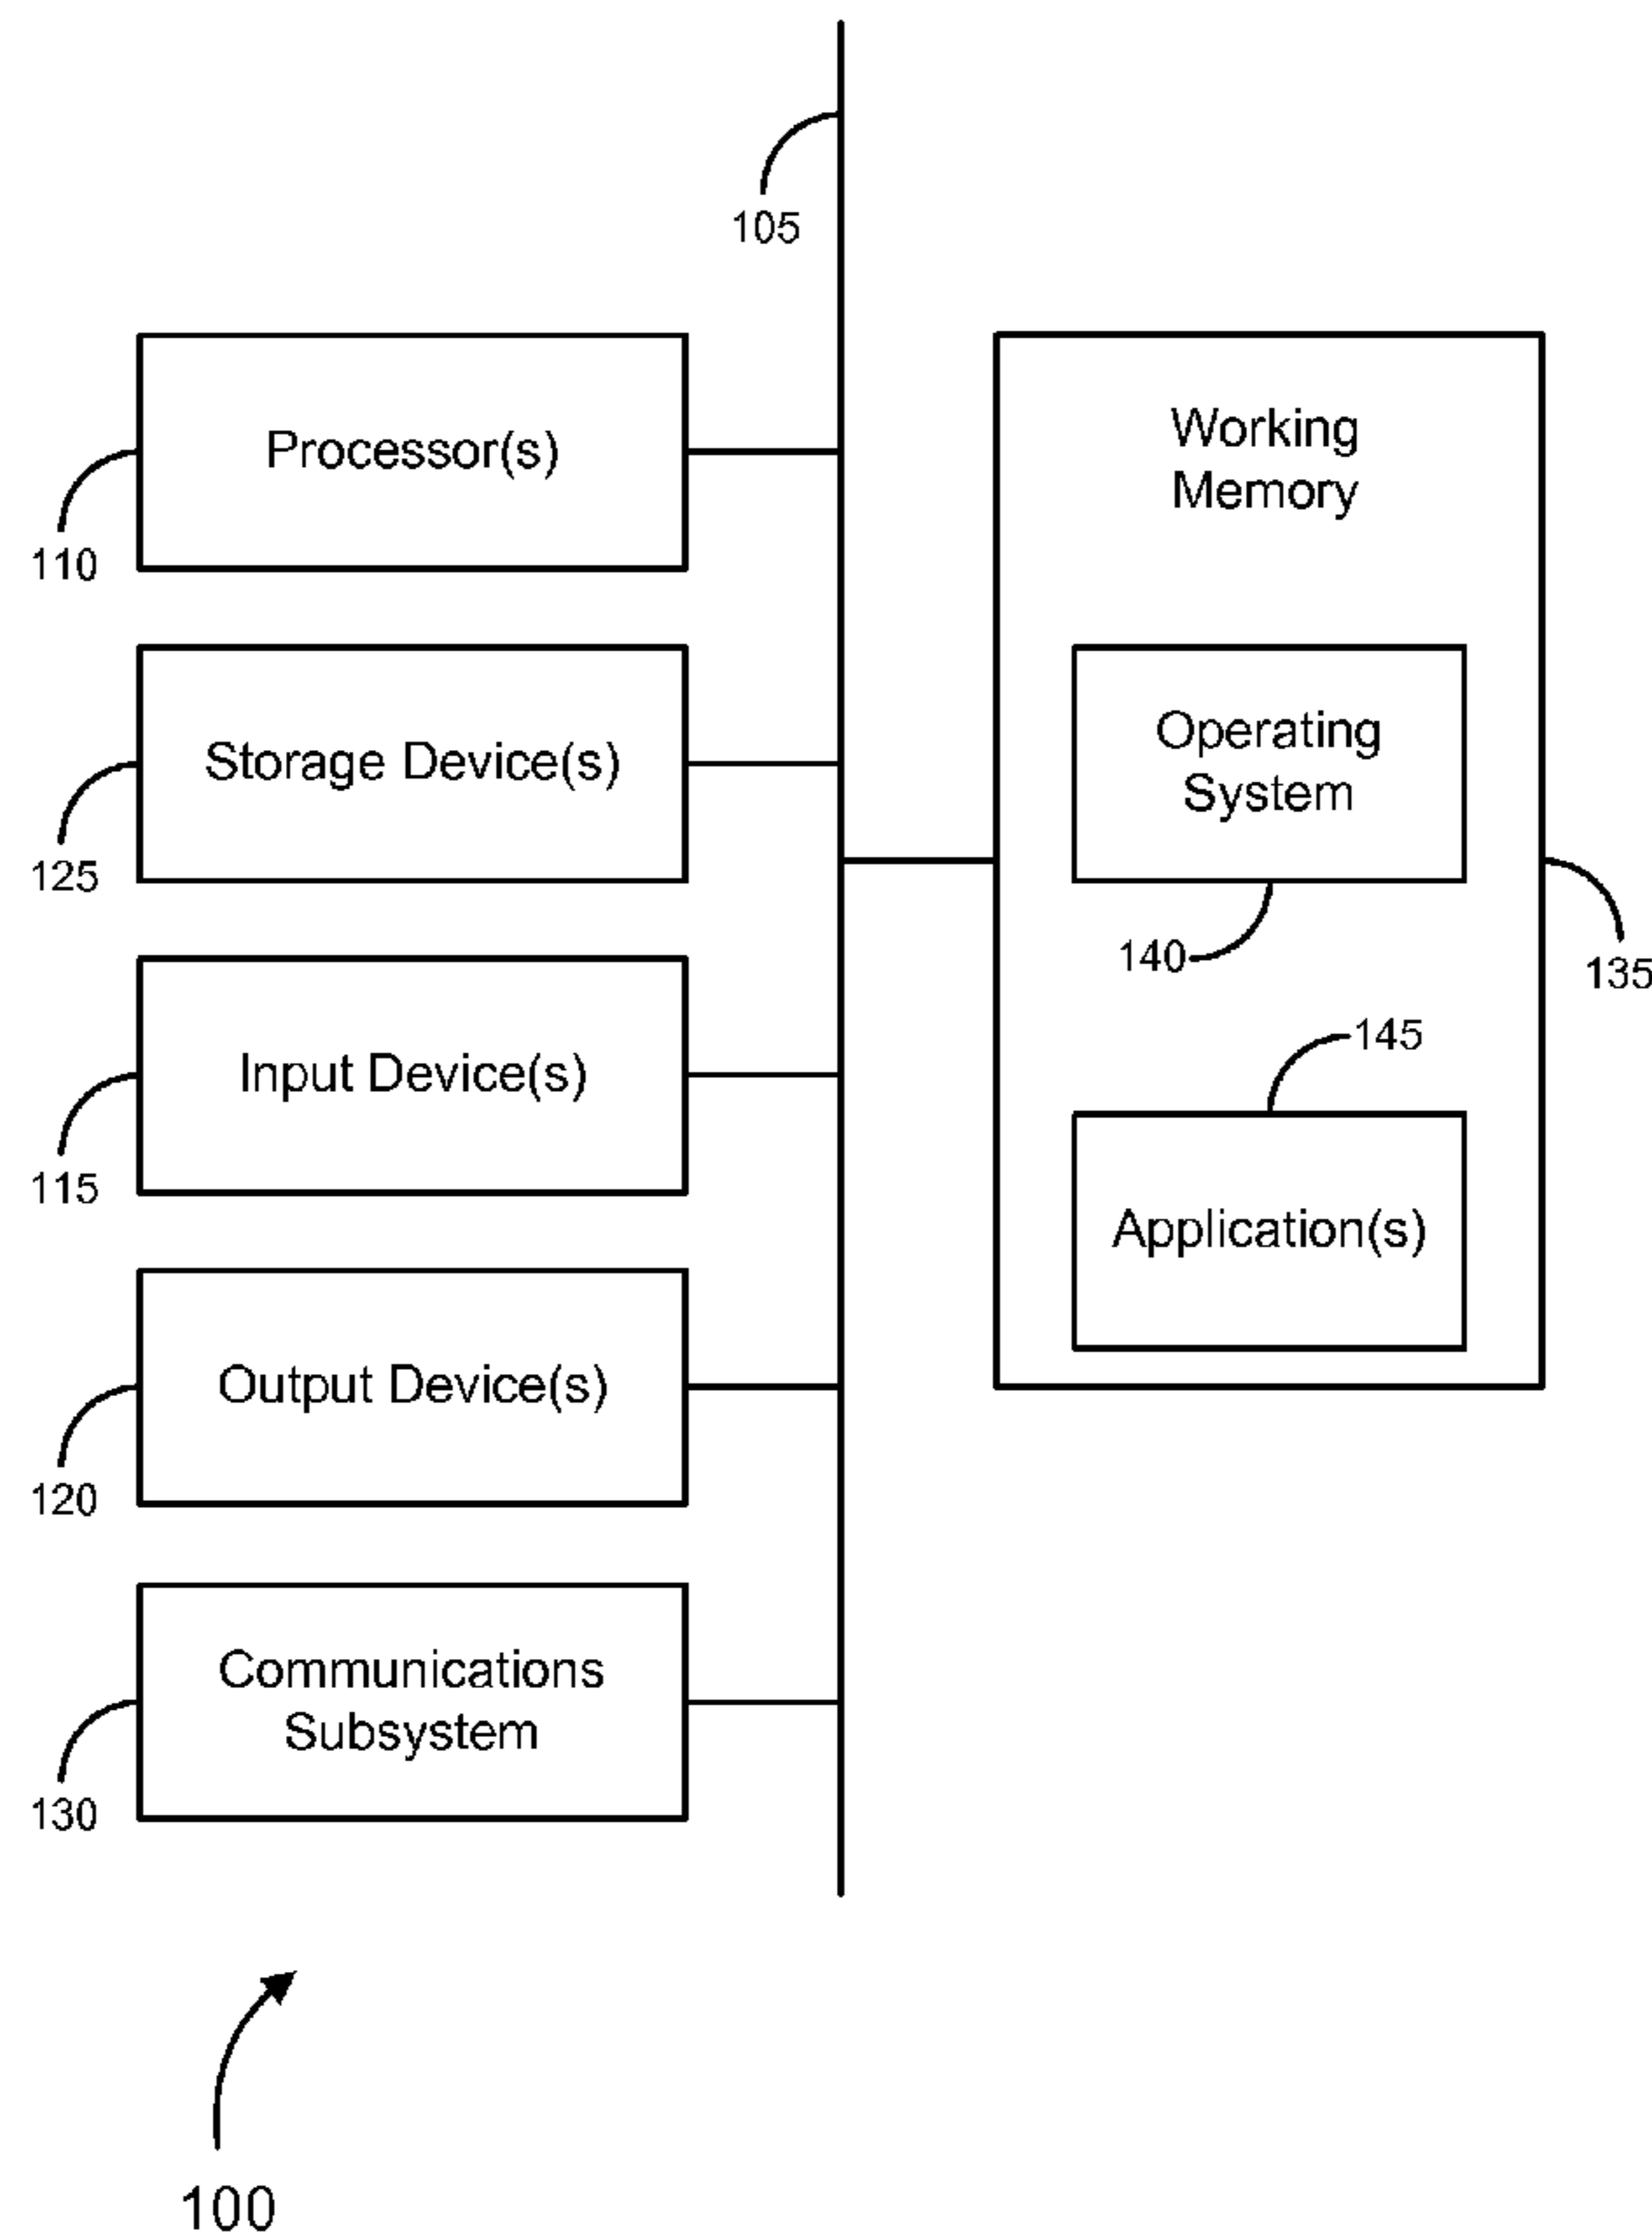 105
Processor(s)
110
Working
Memory
Storage Device(s)
125
Operating
System
140
135
Input Device(s)
115
145
Application(s)
Output Device(s)
120
Communications
Subsystem
130
100